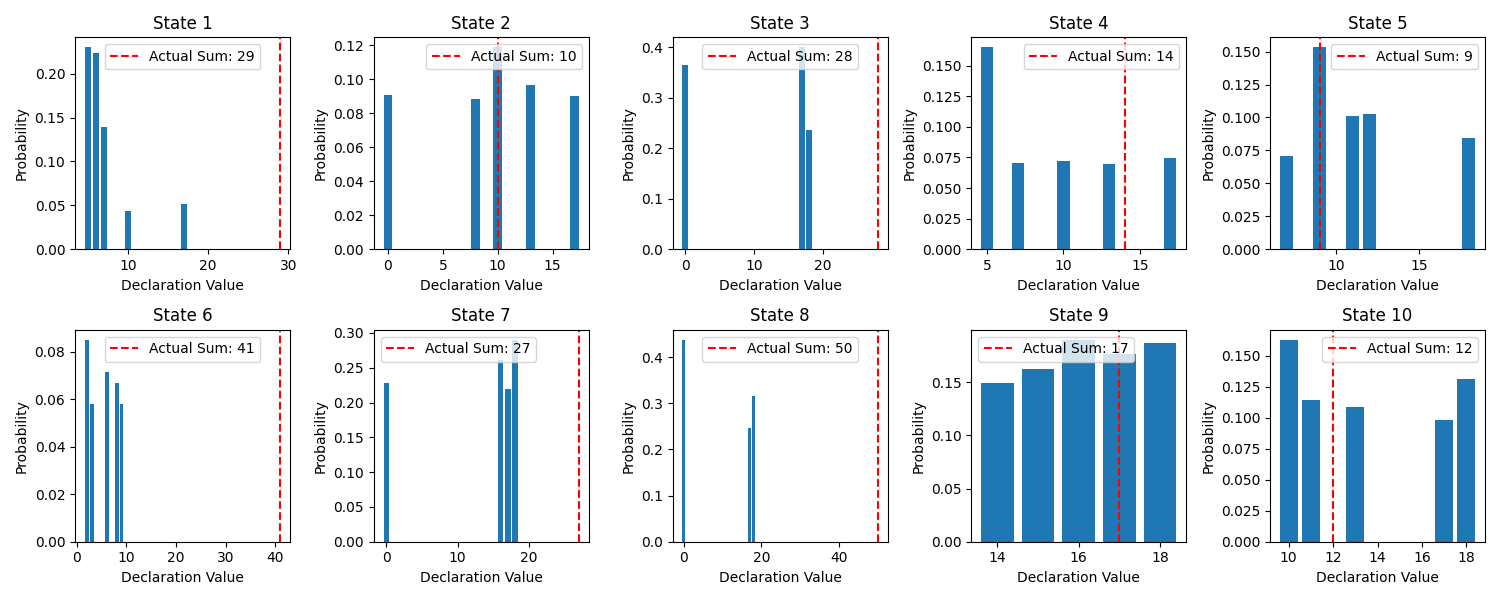 State 1
Actual Sum: 29
0.20
0.15
0.10
0.05
0.00
Probability
10
20
30
Declaration Value
State 2
Actual Sum: 10
0.12
0.10
0.08
0.06
0.04
0.02
0.00
Probability
0
5
10
15
Declaration Value
State 3
Actual Sum: 28
0.4
0.3
0.2
0.1
0.0
Probability
0
10
20
Declaration Value
State 4
Actual Sum: 14
0.150
0.125
0.100
0.075
0.050
0.025
0.000
Probability
5
10
15
Declaration Value
State 5
Actual Sum: 9
0.150
0.125
0.100
0.075
0.050
0.025
0.000
Probability
10
15
Declaration Value
State 6
Actual Sum: 41
0.08
0.06
0.04
0.02
0.00
Probability
0
10
20
30
40
Declaration Value
State 7
Actual Sum: 27
0.30
0.25
0.20
0.15
0.10
0.05
0.00
Probability
0
10
20
Declaration Value
State 8
Actual Sum: 50
0.4
0.3
0.2
0.1
0.0
Probability
0
20
40
Declaration Value
State 9
Actual Sum: 17
0.15
0.10
0.05
0.00
Probability
14
16
18
Declaration Value
State 10
Actual Sum: 12
0.150
0.125
0.100
0.075
0.050
0.025
0.000
Probability
10
12
14
16
18
Declaration Value